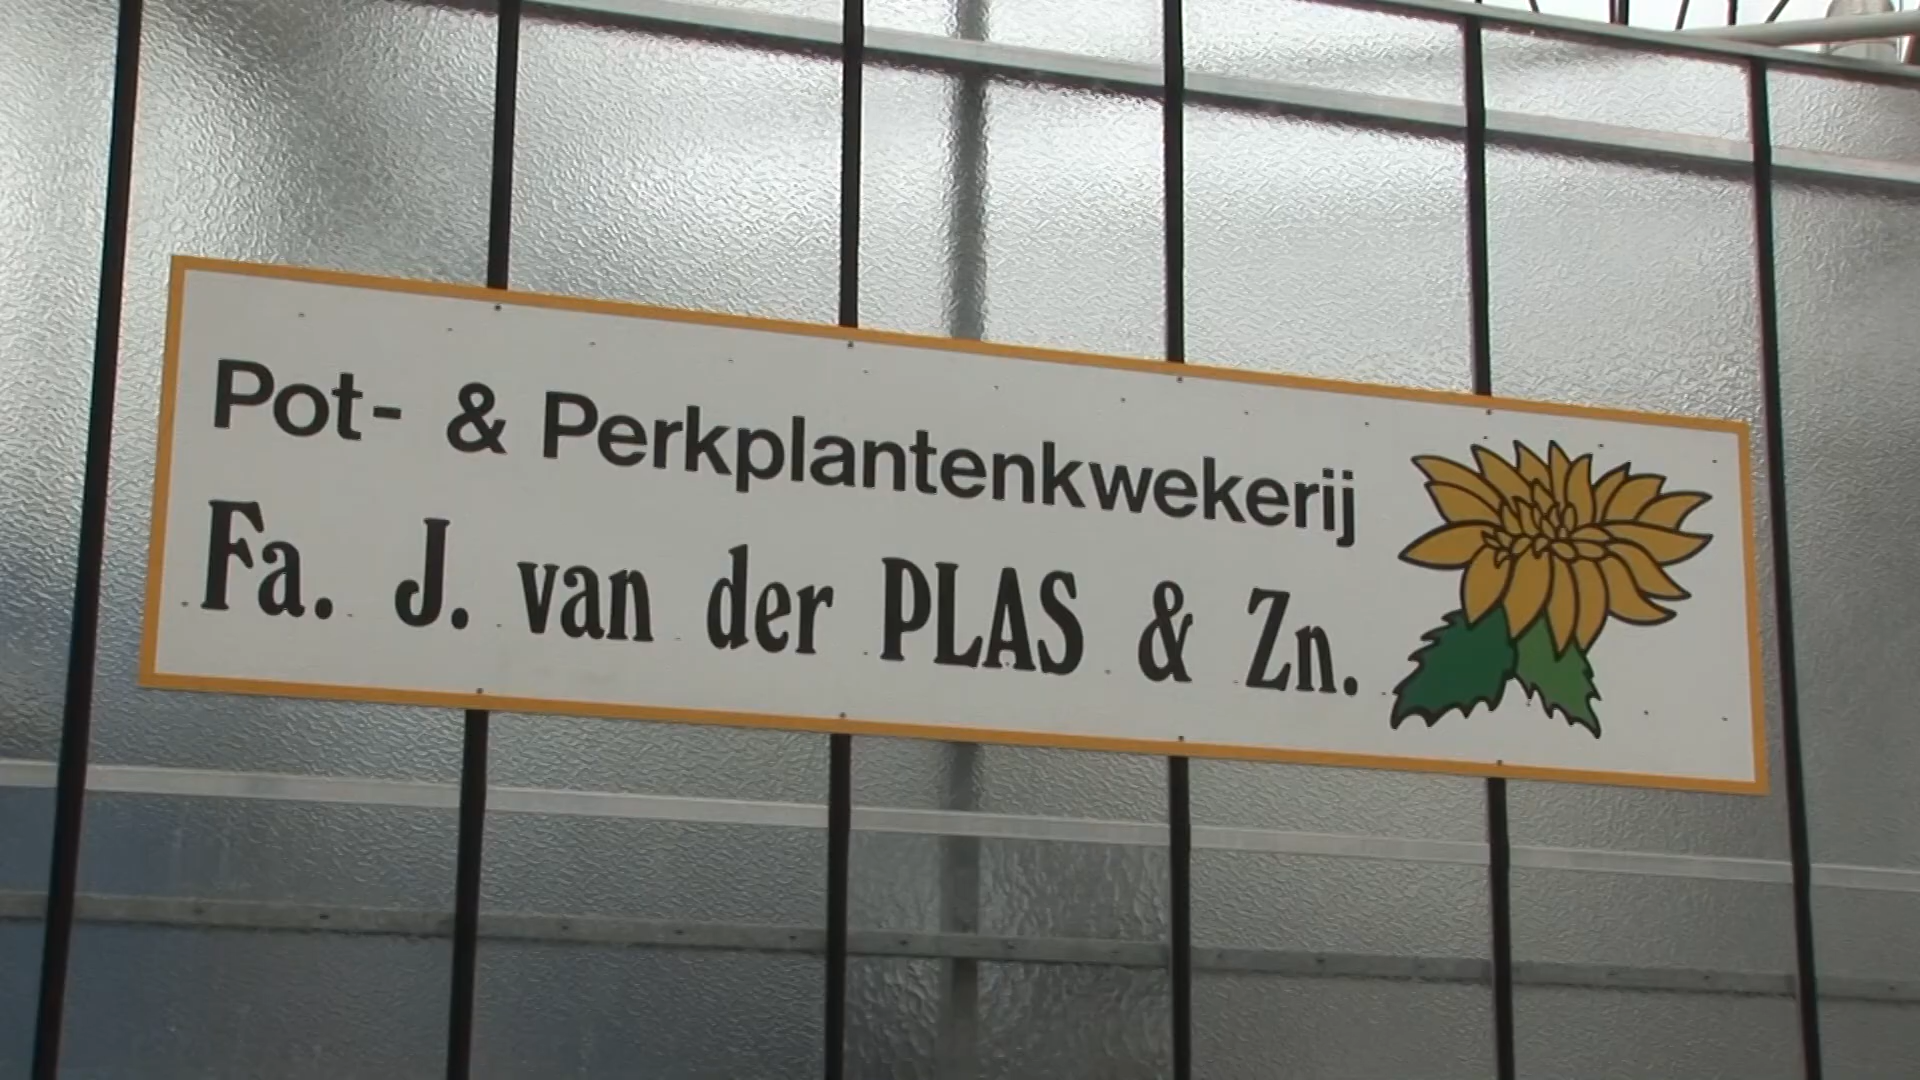 Pot- & Perkplantenkwekerij
Fa. J. van der PLAS & Zn.